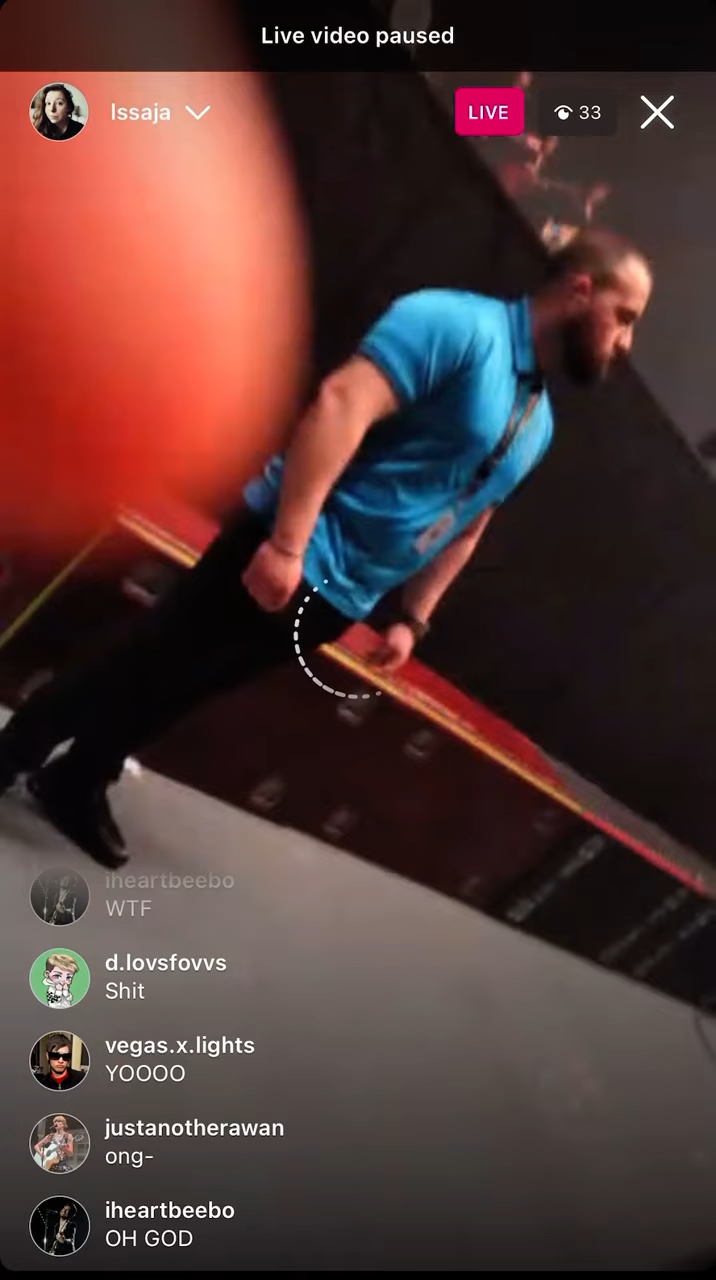 Live video paused
Issaja
LIVE
33
iheartbeebo
WTF
d.lovsfovvs
Shit
vegas.x.lights
YOOOO
justanotherawan
ong-
iheartbeebo
OH GOD